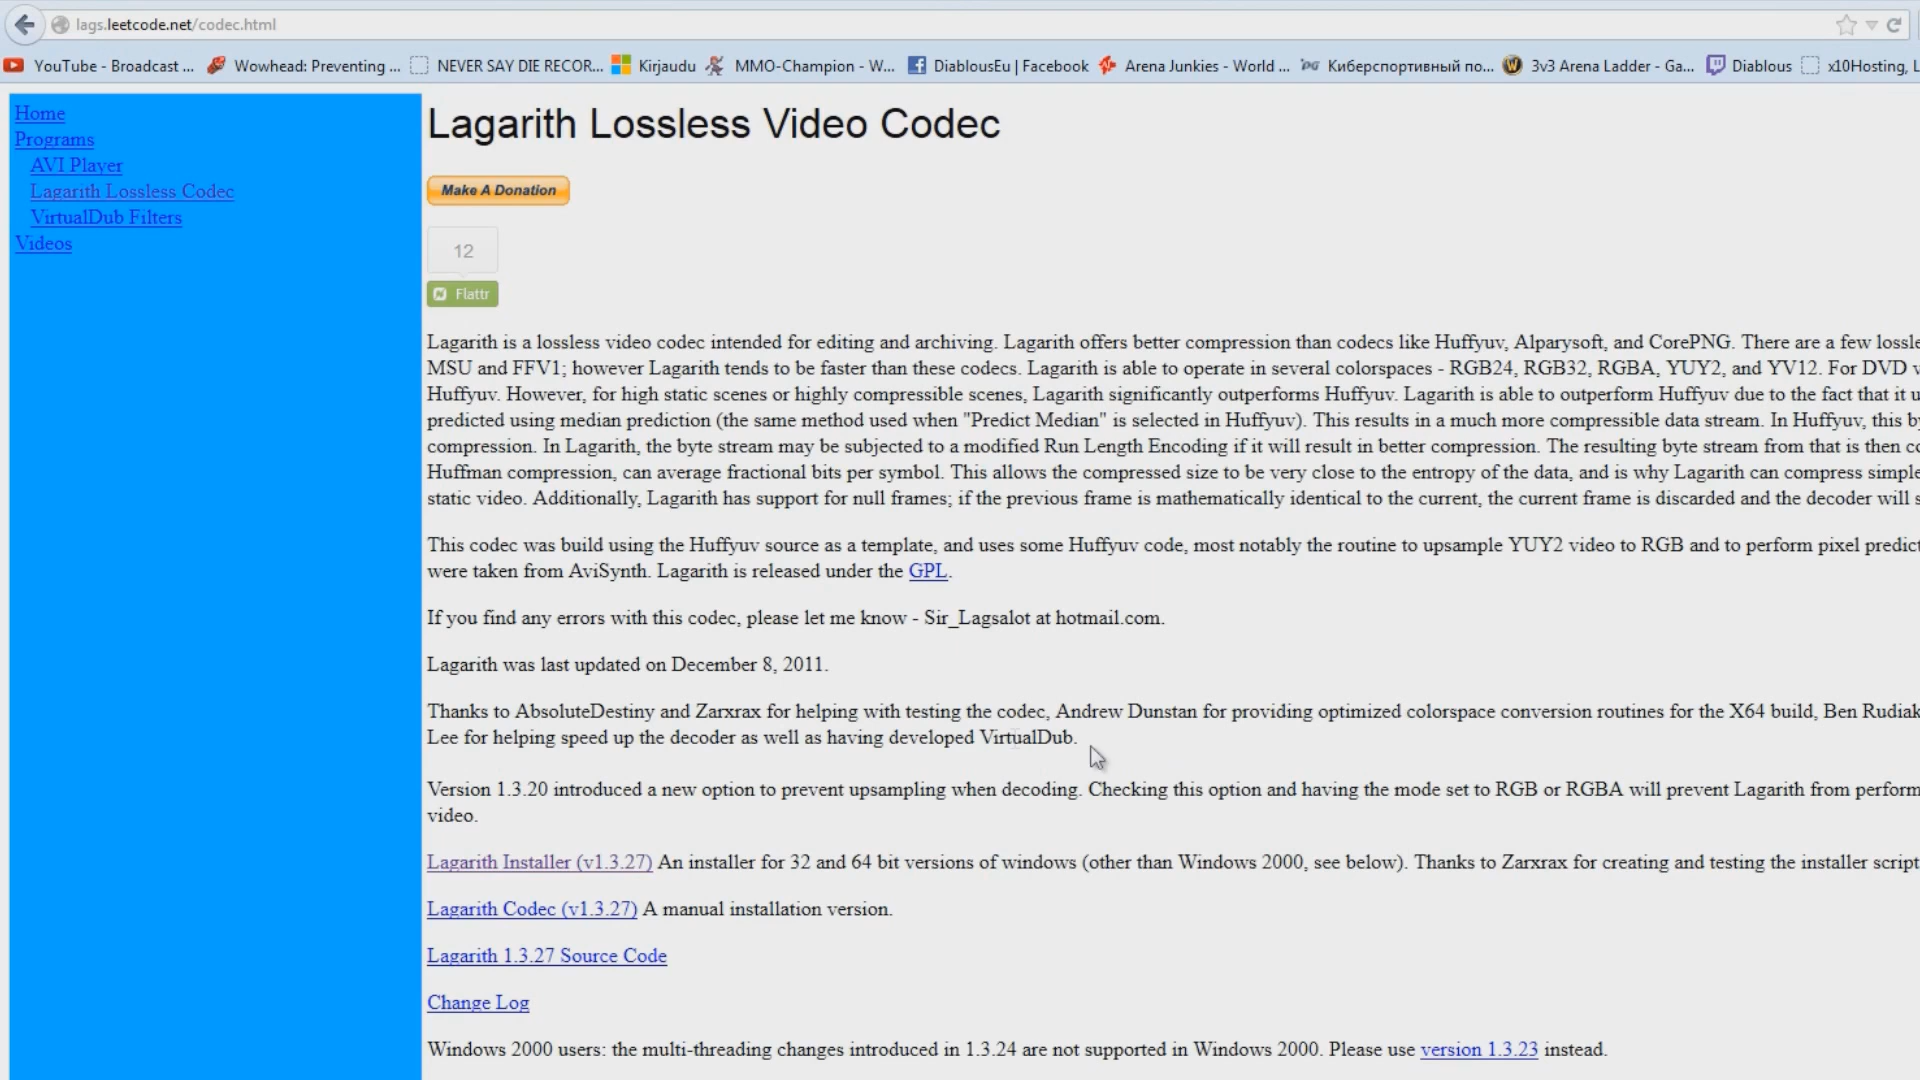 lags.leetcode.net/codec.html
YouTube - Broadcast ... Wowhead: Preventing ... NEVER SAY DIE RECOR... Kirjaudu MMO-Champion - W... DiablousEu | Facebook Arena Junkies - World ... Киберспортивный по... 3v3 Arena Ladder - Ga... Diablous x10Hosting, L
Home
Programs
AVI Player
Lagarith Lossless Codec
VirtualDub Filters
Videos
Lagarith Lossless Video Codec
Make A Donation
12
Flattr
Lagarith is a lossless video codec intended for editing and archiving. Lagarith offers better compression than codecs like Huffyuv, Alparysoft, and CorePNG. There are a few lossle
MSU and FFV1; however Lagarith tends to be faster than these codecs. Lagarith is able to operate in several colorspaces - RGB24, RGB32, RGBA, YUY2, and YV12. For DVD v
Huffyuv. However, for high static scenes or highly compressible scenes, Lagarith significantly outperforms Huffyuv. Lagarith is able to outperform Huffyuv due to the fact that it u
predicted using median prediction (the same method used when "Predict Median" is selected in Huffyuv). This results in a much more compressible data stream. In Huffyuv, this by
compression. In Lagarith, the byte stream may be subjected to a modified Run Length Encoding if it will result in better compression. The resulting byte stream from that is then co
Huffman compression, can average fractional bits per symbol. This allows the compressed size to be very close to the entropy of the data, and is why Lagarith can compress simple
static video. Additionally, Lagarith has support for null frames; if the previous frame is mathematically identical to the current, the current frame is discarded and the decoder will s
This codec was build using the Huffyuv source as a template, and uses some Huffyuv code, most notably the routine to upsample YUY2 video to RGB and to perform pixel predict
were taken from AviSynth. Lagarith is released under the GPL.
If you find any errors with this codec, please let me know - Sir_Lagsalot at hotmail.com.
Lagarith was last updated on December 8, 2011.
Thanks to AbsoluteDestiny and Zarxrax for helping with testing the codec, Andrew Dunstan for providing optimized colorspace conversion routines for the X64 build, Ben Rudiak
Lee for helping speed up the decoder as well as having developed VirtualDub.
Version 1.3.20 introduced a new option to prevent upsampling when decoding. Checking this option and having the mode set to RGB or RGBA will prevent Lagarith from perform
video.
Lagarith Installer (v1.3.27) An installer for 32 and 64 bit versions of windows (other than Windows 2000, see below). Thanks to Zarxrax for creating and testing the installer script
Lagarith Codec (v1.3.27) A manual installation version.
Lagarith 1.3.27 Source Code
Change Log
Windows 2000 users: the multi-threading changes introduced in 1.3.24 are not supported in Windows 2000. Please use version 1.3.23 instead.